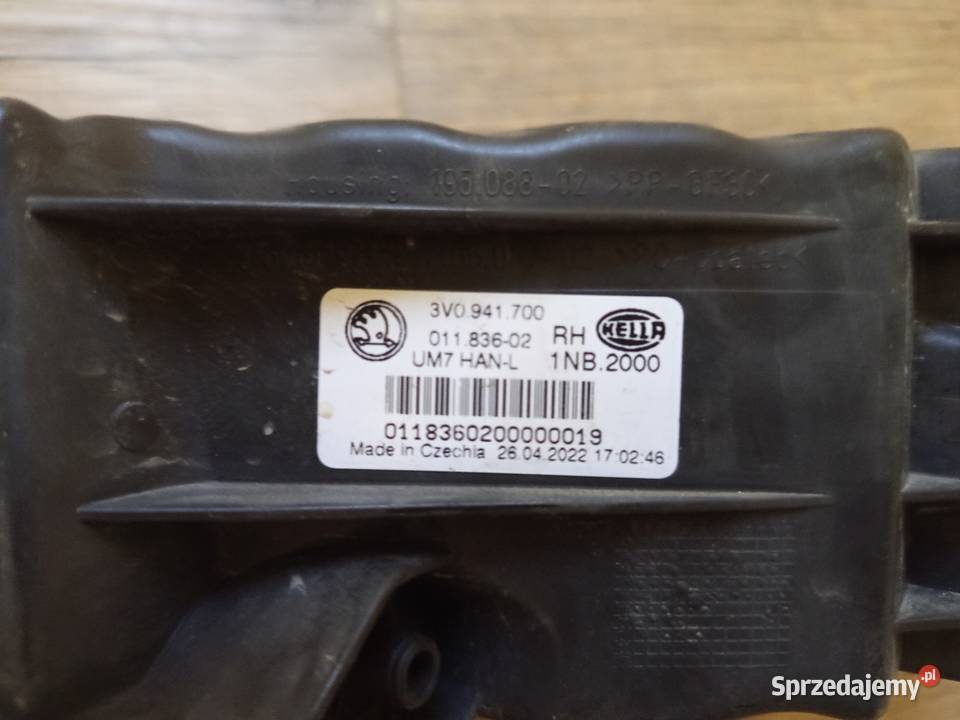 housing: 195.088-02 >PP-GF30<
3V0.941.700
011.836-02 RH HELLA
UM7 HAN-L 1NB.2000
0118360200000019
Made in Czechia 26.04.2022 17:02:46
Sprzedajemy.pl